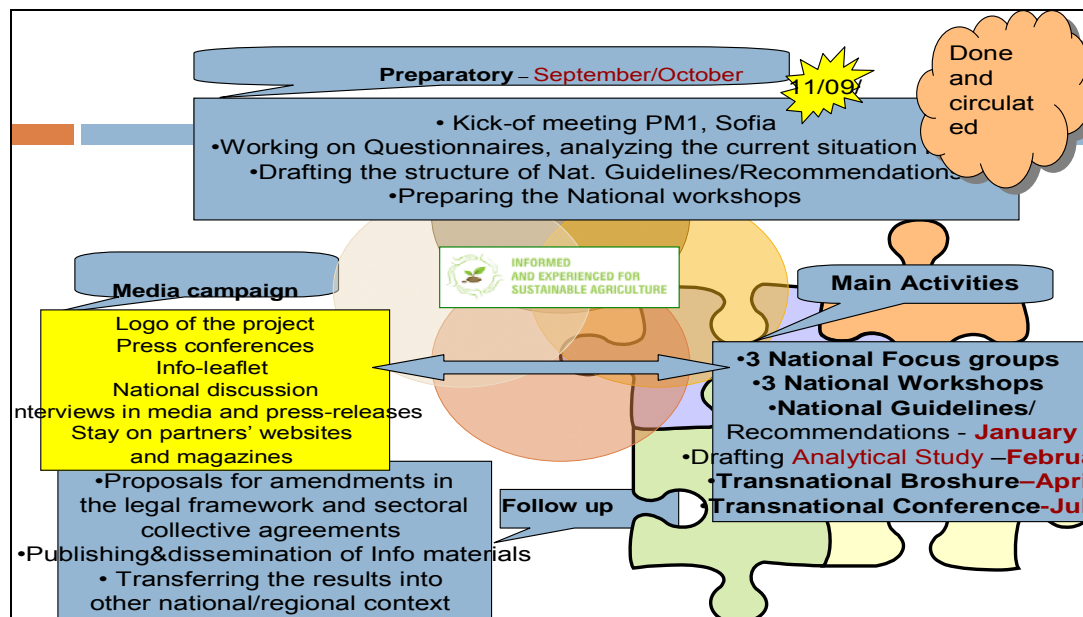 Preparatory – September/October
11/09/
Done
and
circulat
ed
• Kick-of meeting PM1, Sofia
•Working on Questionnaires, analyzing the current situation
•Drafting the structure of Nat. Guidelines/Recommendations
•Preparing the National workshops
INFORMED
AND EXPERIENCED FOR
SUSTAINABLE AGRICULTURE
Media campaign
Logo of the project
Press conferences
Info-leaflet
National discussion
nterviews in media and press-releases
Stay on partners’ websites
and magazines
Main Activities
•3 National Focus groups
•3 National Workshops
•National Guidelines/
Recommendations - January
•Drafting Analytical Study –Februa
•Transnational Broshure–Apri
•Transnational Conference-Jul
Follow up
•Proposals for amendments in
the legal framework and sectoral
collective agreements
•Publishing&dissemination of Info materials
• Transferring the results into
other national/regional context